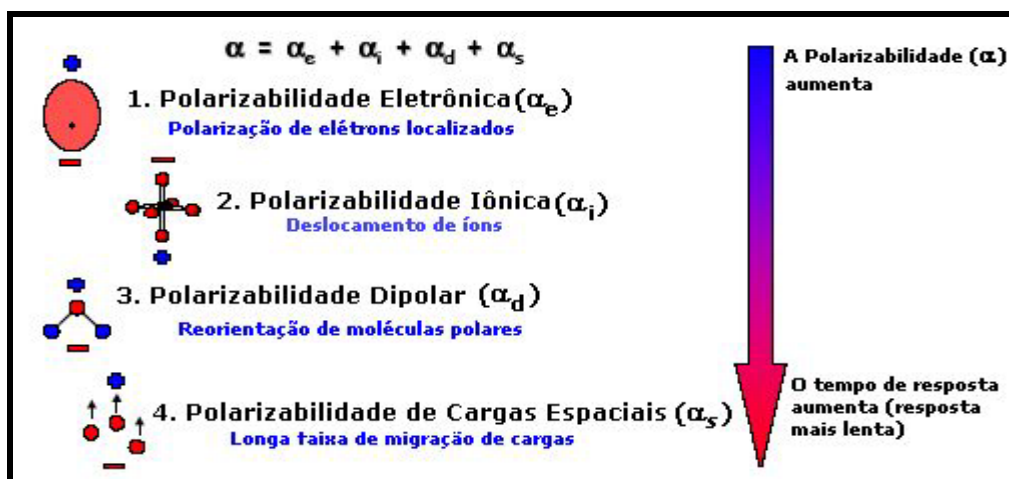 α = αe + αi + αd + αs
1. Polarizabilidade Eletrônica(αe)
Polarização de elétrons localizados
2. Polarizabilidade Iônica(αi)
Deslocamento de íons
3. Polarizabilidade Dipolar (αd)
Reorientação de moléculas polares
4. Polarizabilidade de Cargas Espaciais (αs)
Longa faixa de migração de cargas
A Polarizabilidade (α)
aumenta
O tempo de resposta
aumenta (resposta
mais lenta)